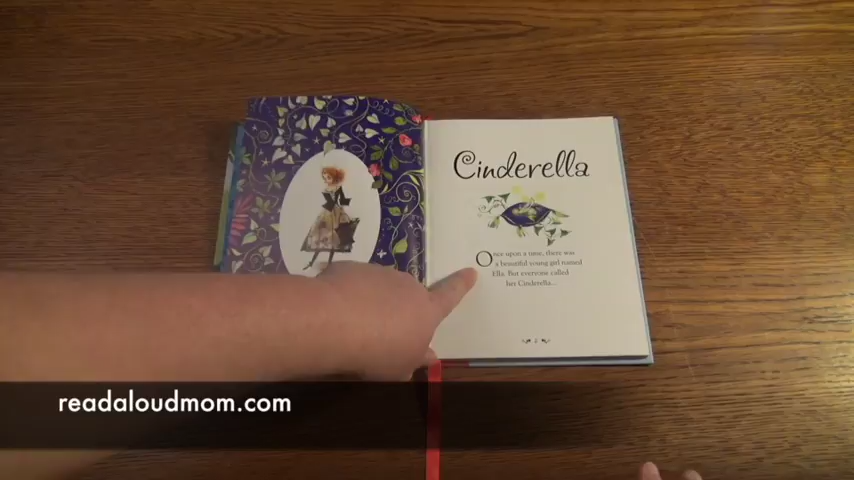 Cinderella
Once upon a time, there was
a beautiful young girl named
Ella. But everyone called
her Cinderella...
readaloudmom.com